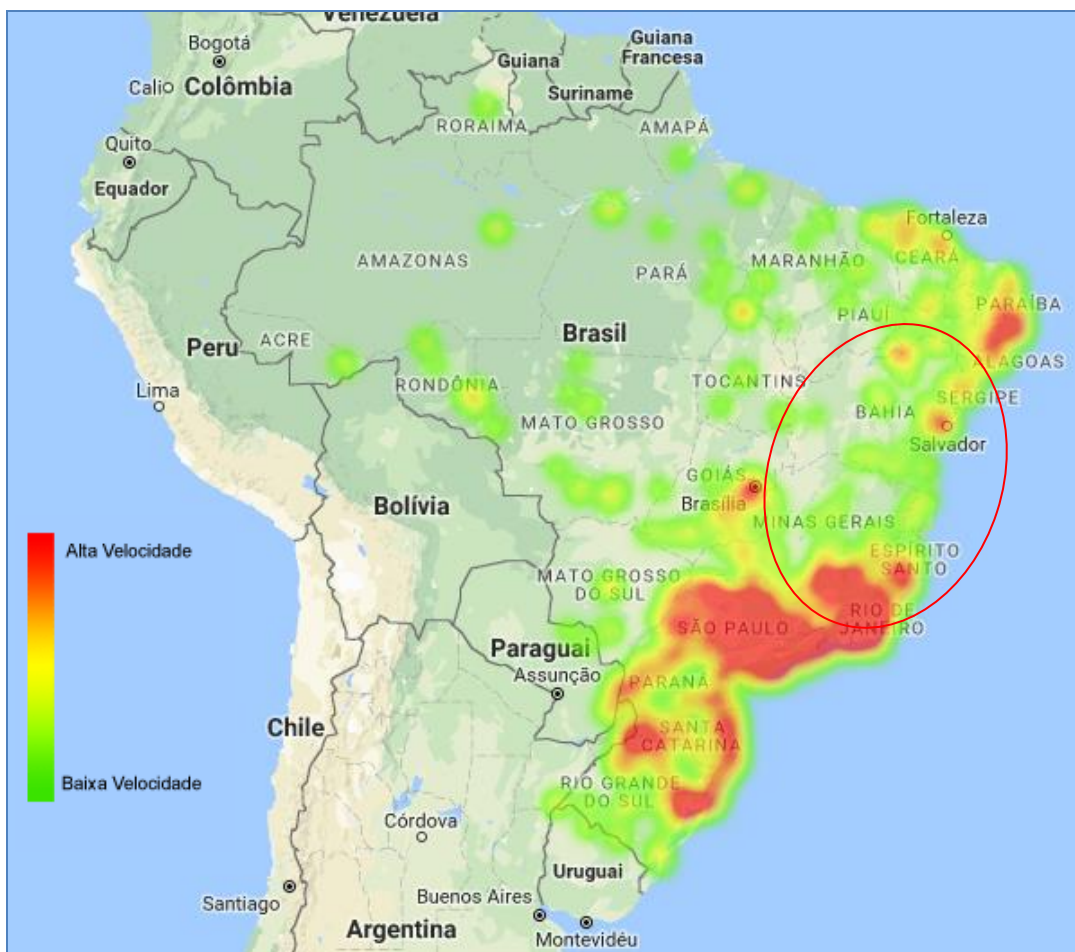 Venezuela
Bogotá
Cali
Colômbia
Guiana
Guiana
Francesa
Suriname
RORAIMA
AMAPÁ
Quito
Equador
Fortaleza
AMAZONAS
PARÁ
MARANHÃO
CEARÁ
PIAUÍ
PARAÍBA
ACRE
Peru
Brasil
ALAGOAS
Lima
RONDÔNIA
TOCANTINS
SERGIPE
MATO GROSSO
BAHIA
Salvador
GOIÁS
Brasília
Bolívia
MINAS GERAIS
Alta Velocidade
ESPÍRITO
SANTO
MATO GROSSO
DO SUL
RIO DE
JANEIRO
SÃO PAULO
Paraguai
Assunção
PARANÁ
Chile
SANTA
CATARINA
Baixa Velocidade
RIO GRANDE
DO SUL
Córdova
Uruguai
Santiago
Buenos Aires
Argentina
Montevidéu